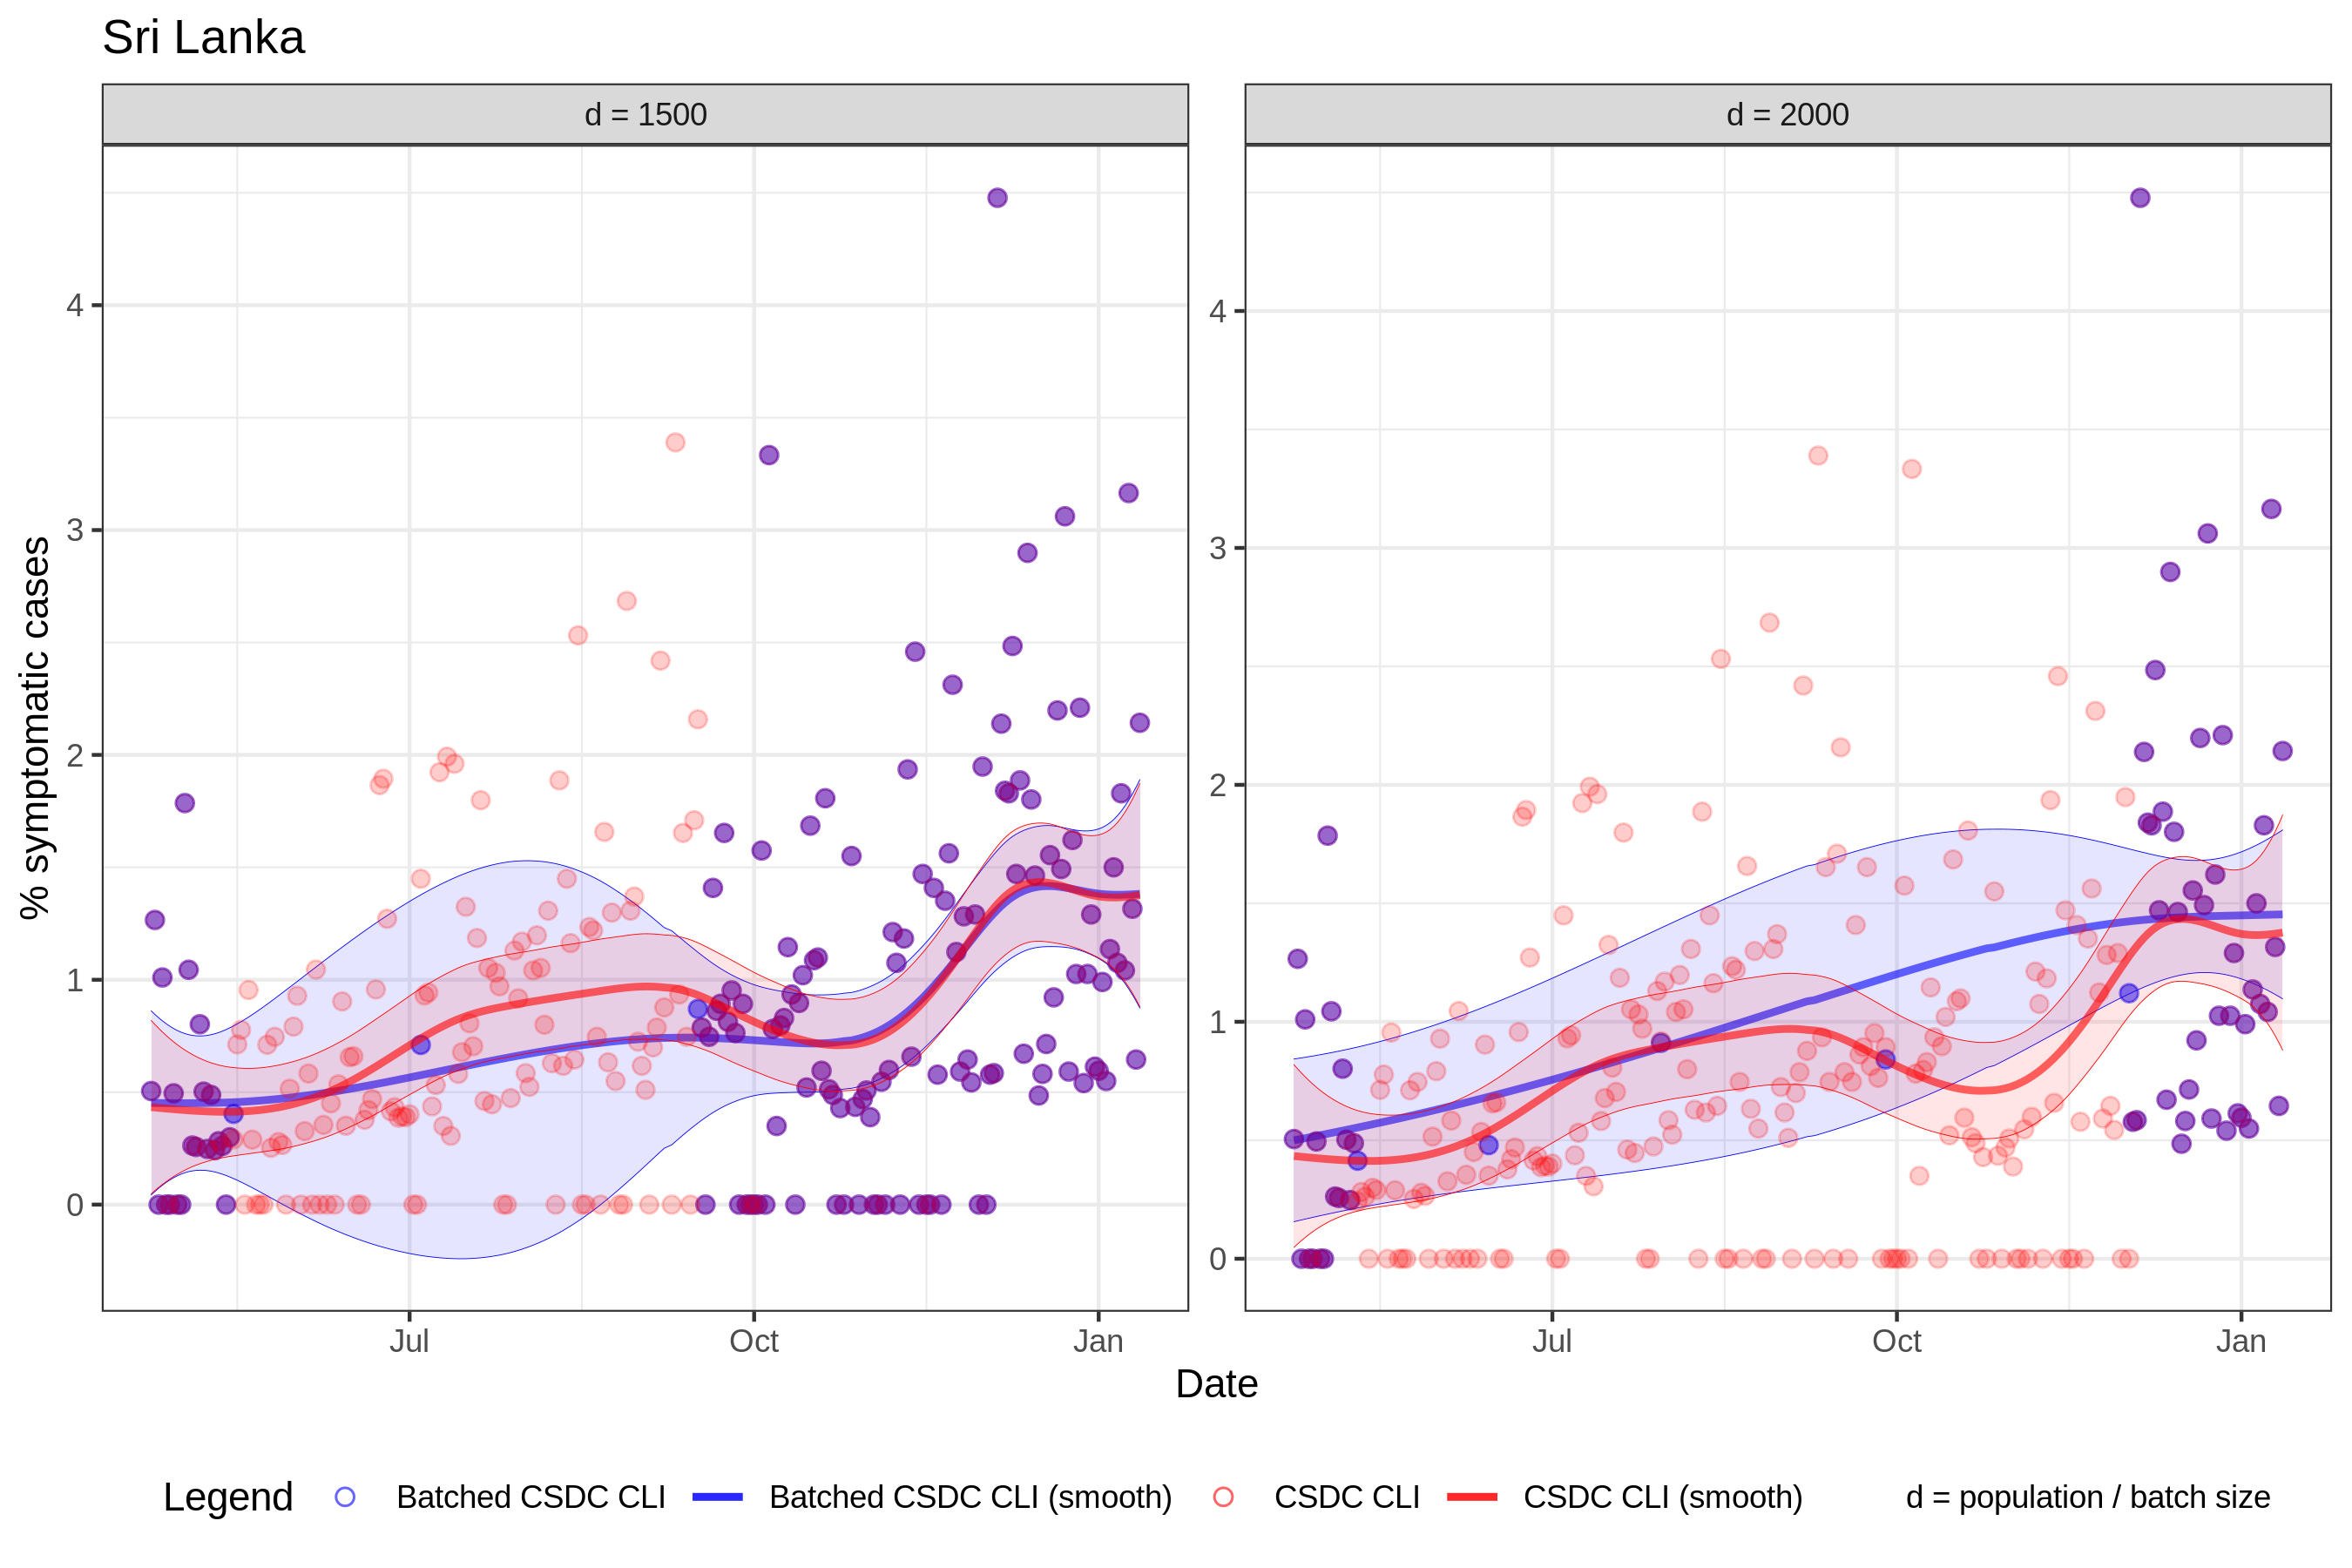 Sri Lanka
d = 1500
d = 2000
% symptomatic cases
4
3
2
1
0
4
3
2
1
0
Jul
Oct
Jan
Jul
Oct
Jan
Date
Legend
Batched CSDC CLI
Batched CSDC CLI (smooth)
CSDC CLI
CSDC CLI (smooth)
d = population / batch size